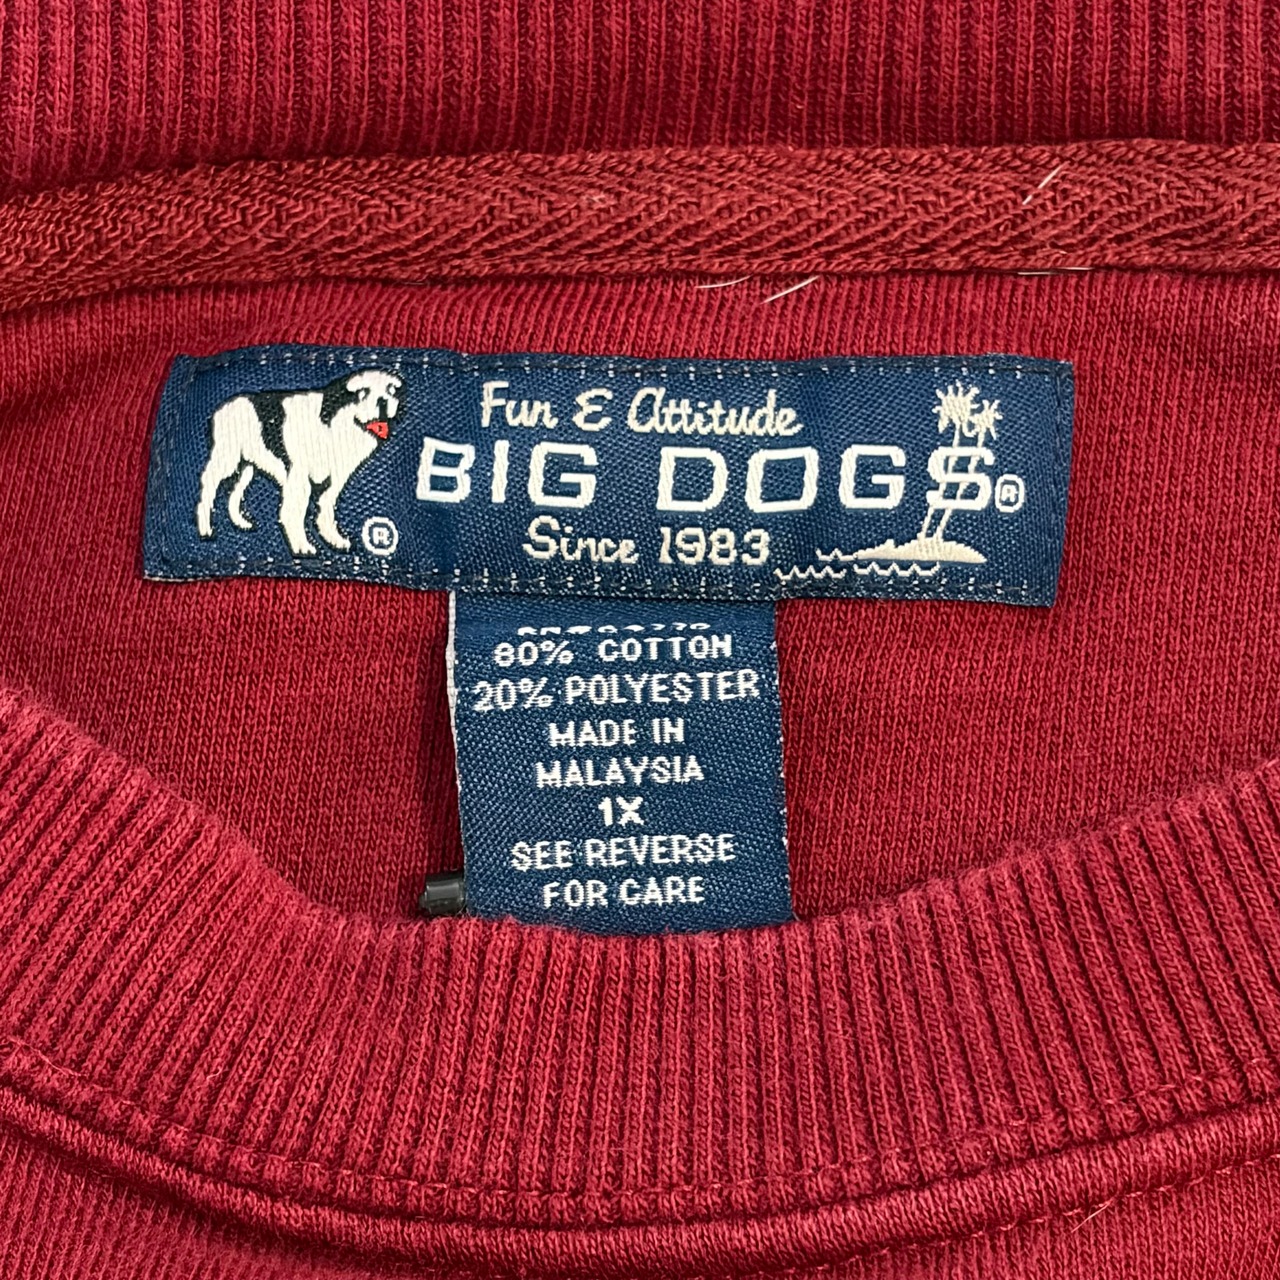 Fun & Attitude
BIG DOGS®
Since 1983
®
80% COTTON
20% POLYESTER
MADE IN
MALAYSIA
1X
SEE REVERSE
FOR CARE